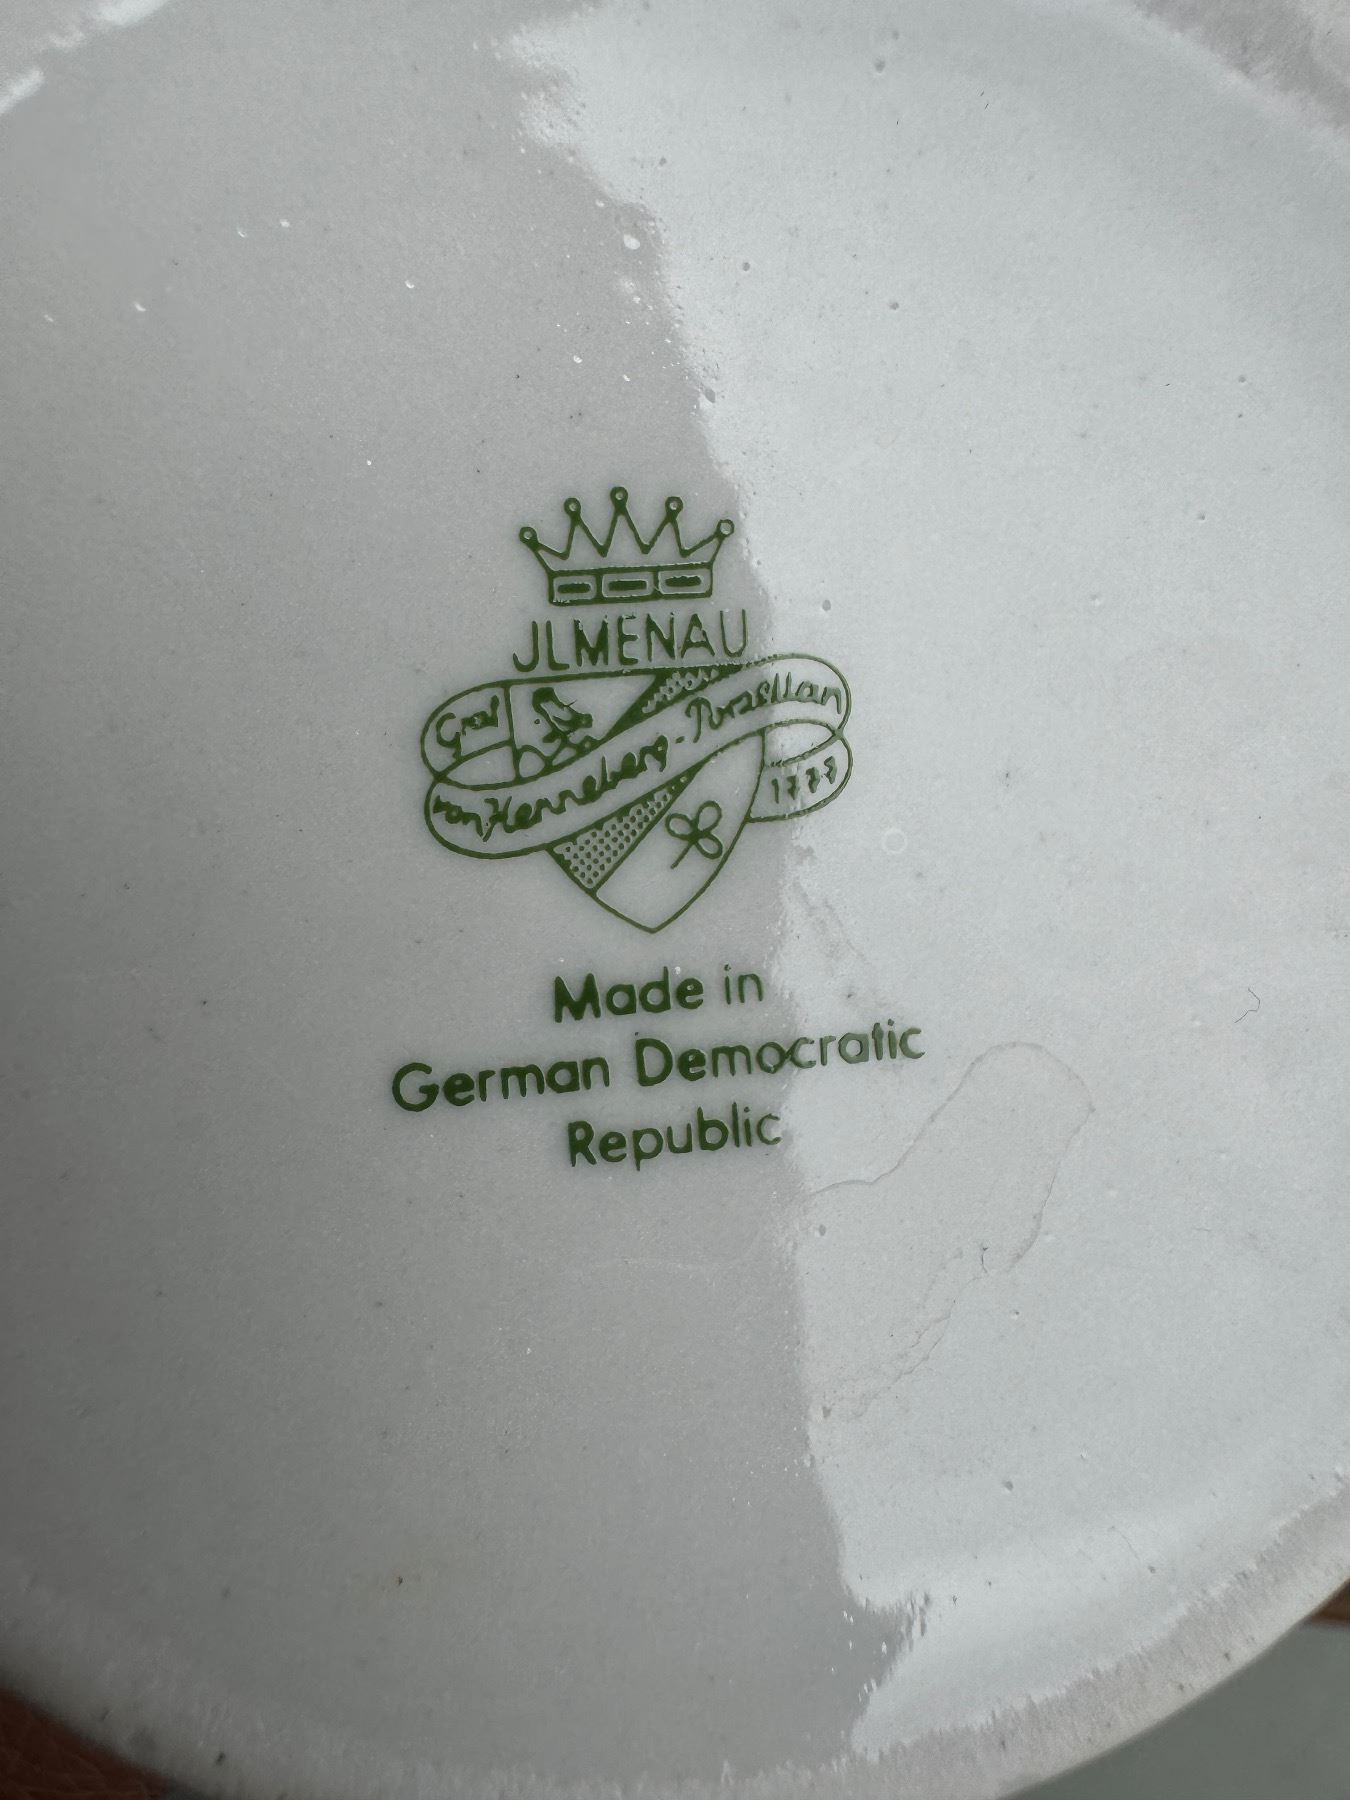 JLMENAU
Graf
von Henneberg-Porzellan
1777
Made in
German Democratic
Republic